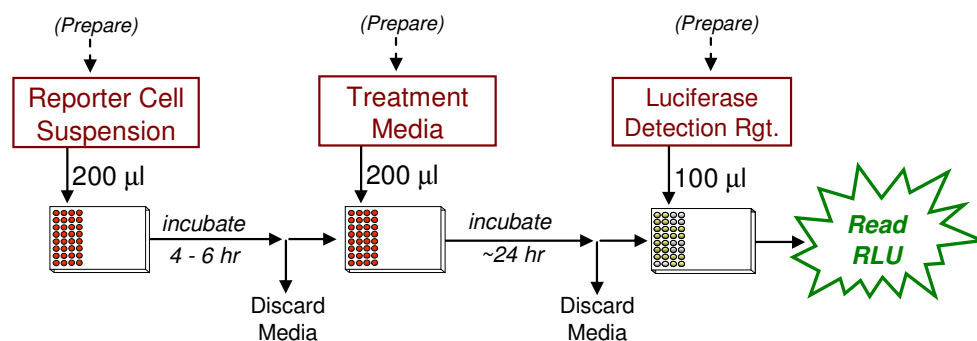 (Prepare)
(Prepare)
(Prepare)
Reporter Cell
Suspension
Treatment
Media
Luciferase
Detection Rgt.
200 µl
200 µl
100 µl
incubate
4 - 6 hr
incubate
~24 hr
Read
RLU
Discard
Media
Discard
Media